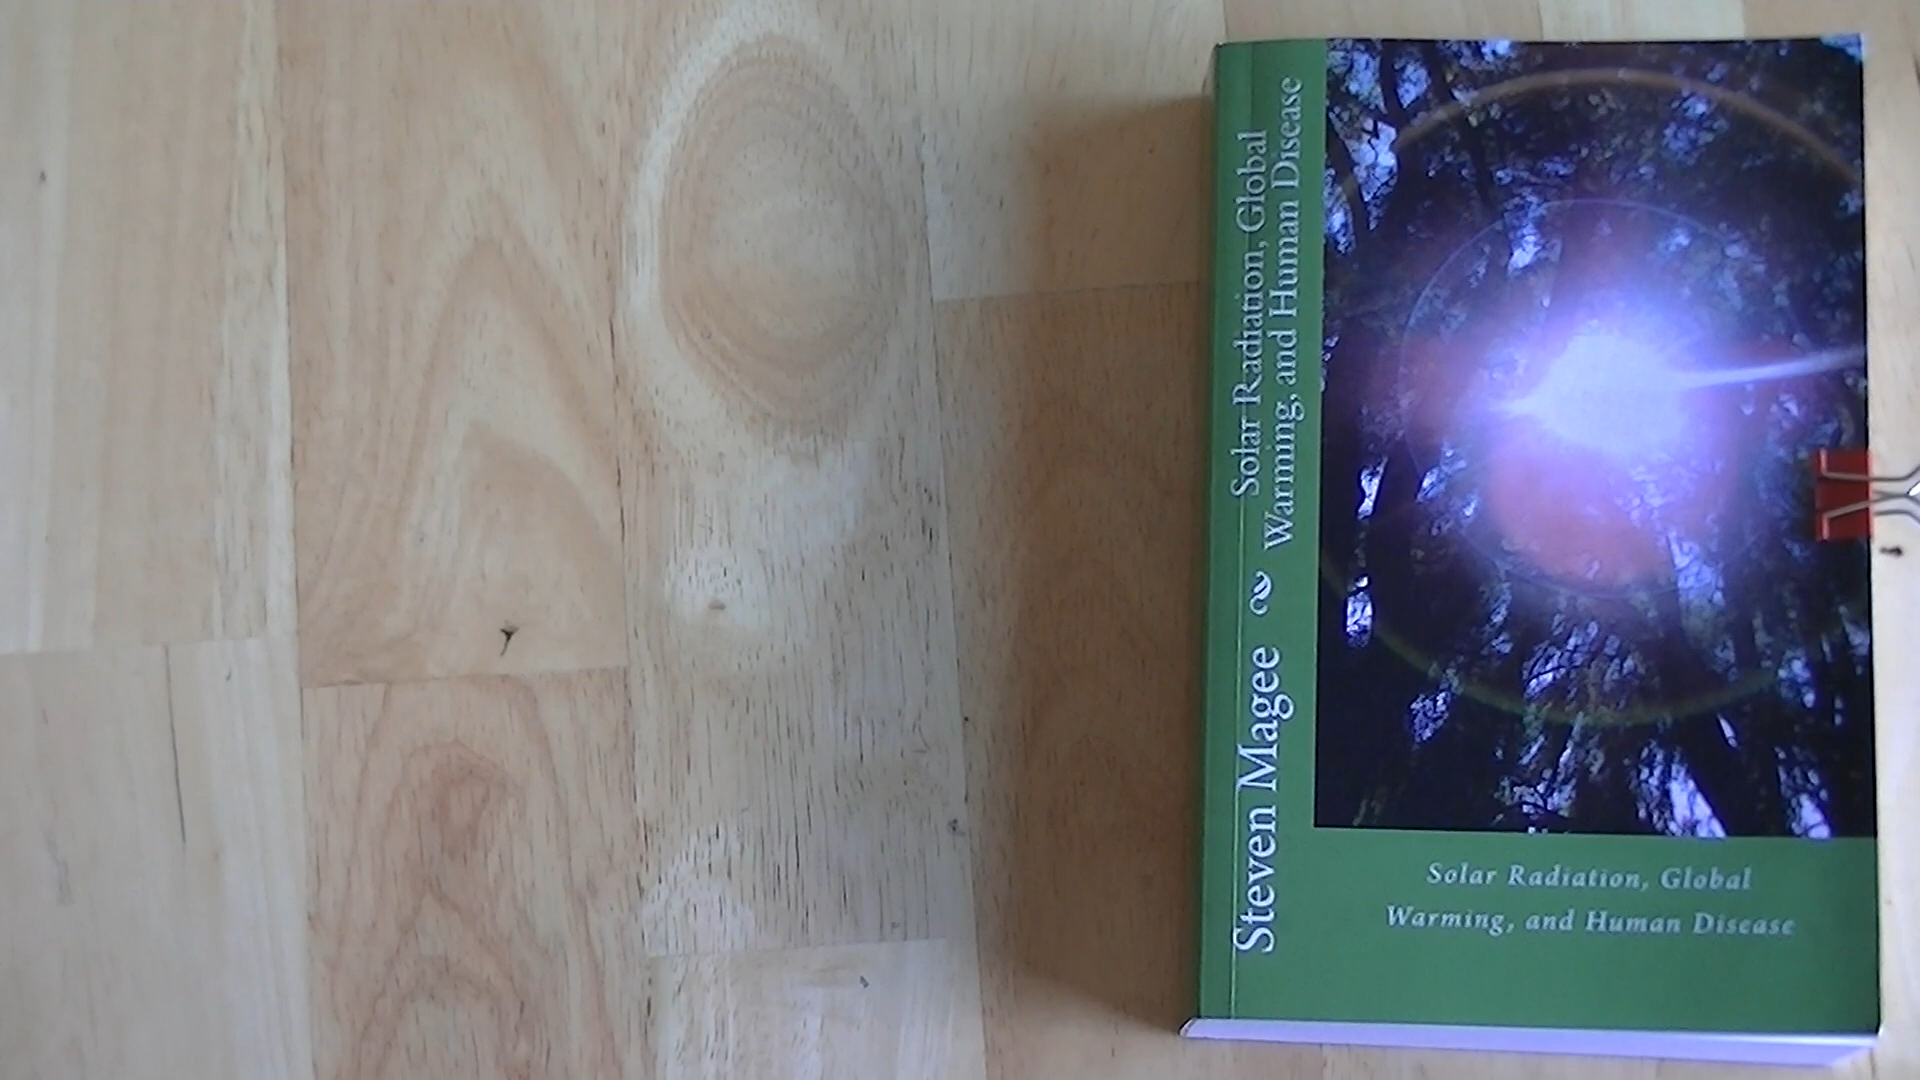 Steven Magee
Solar Radiation, Global
Warming, and Human Disease
Solar Radiation, Global
Warming, and Human Disease